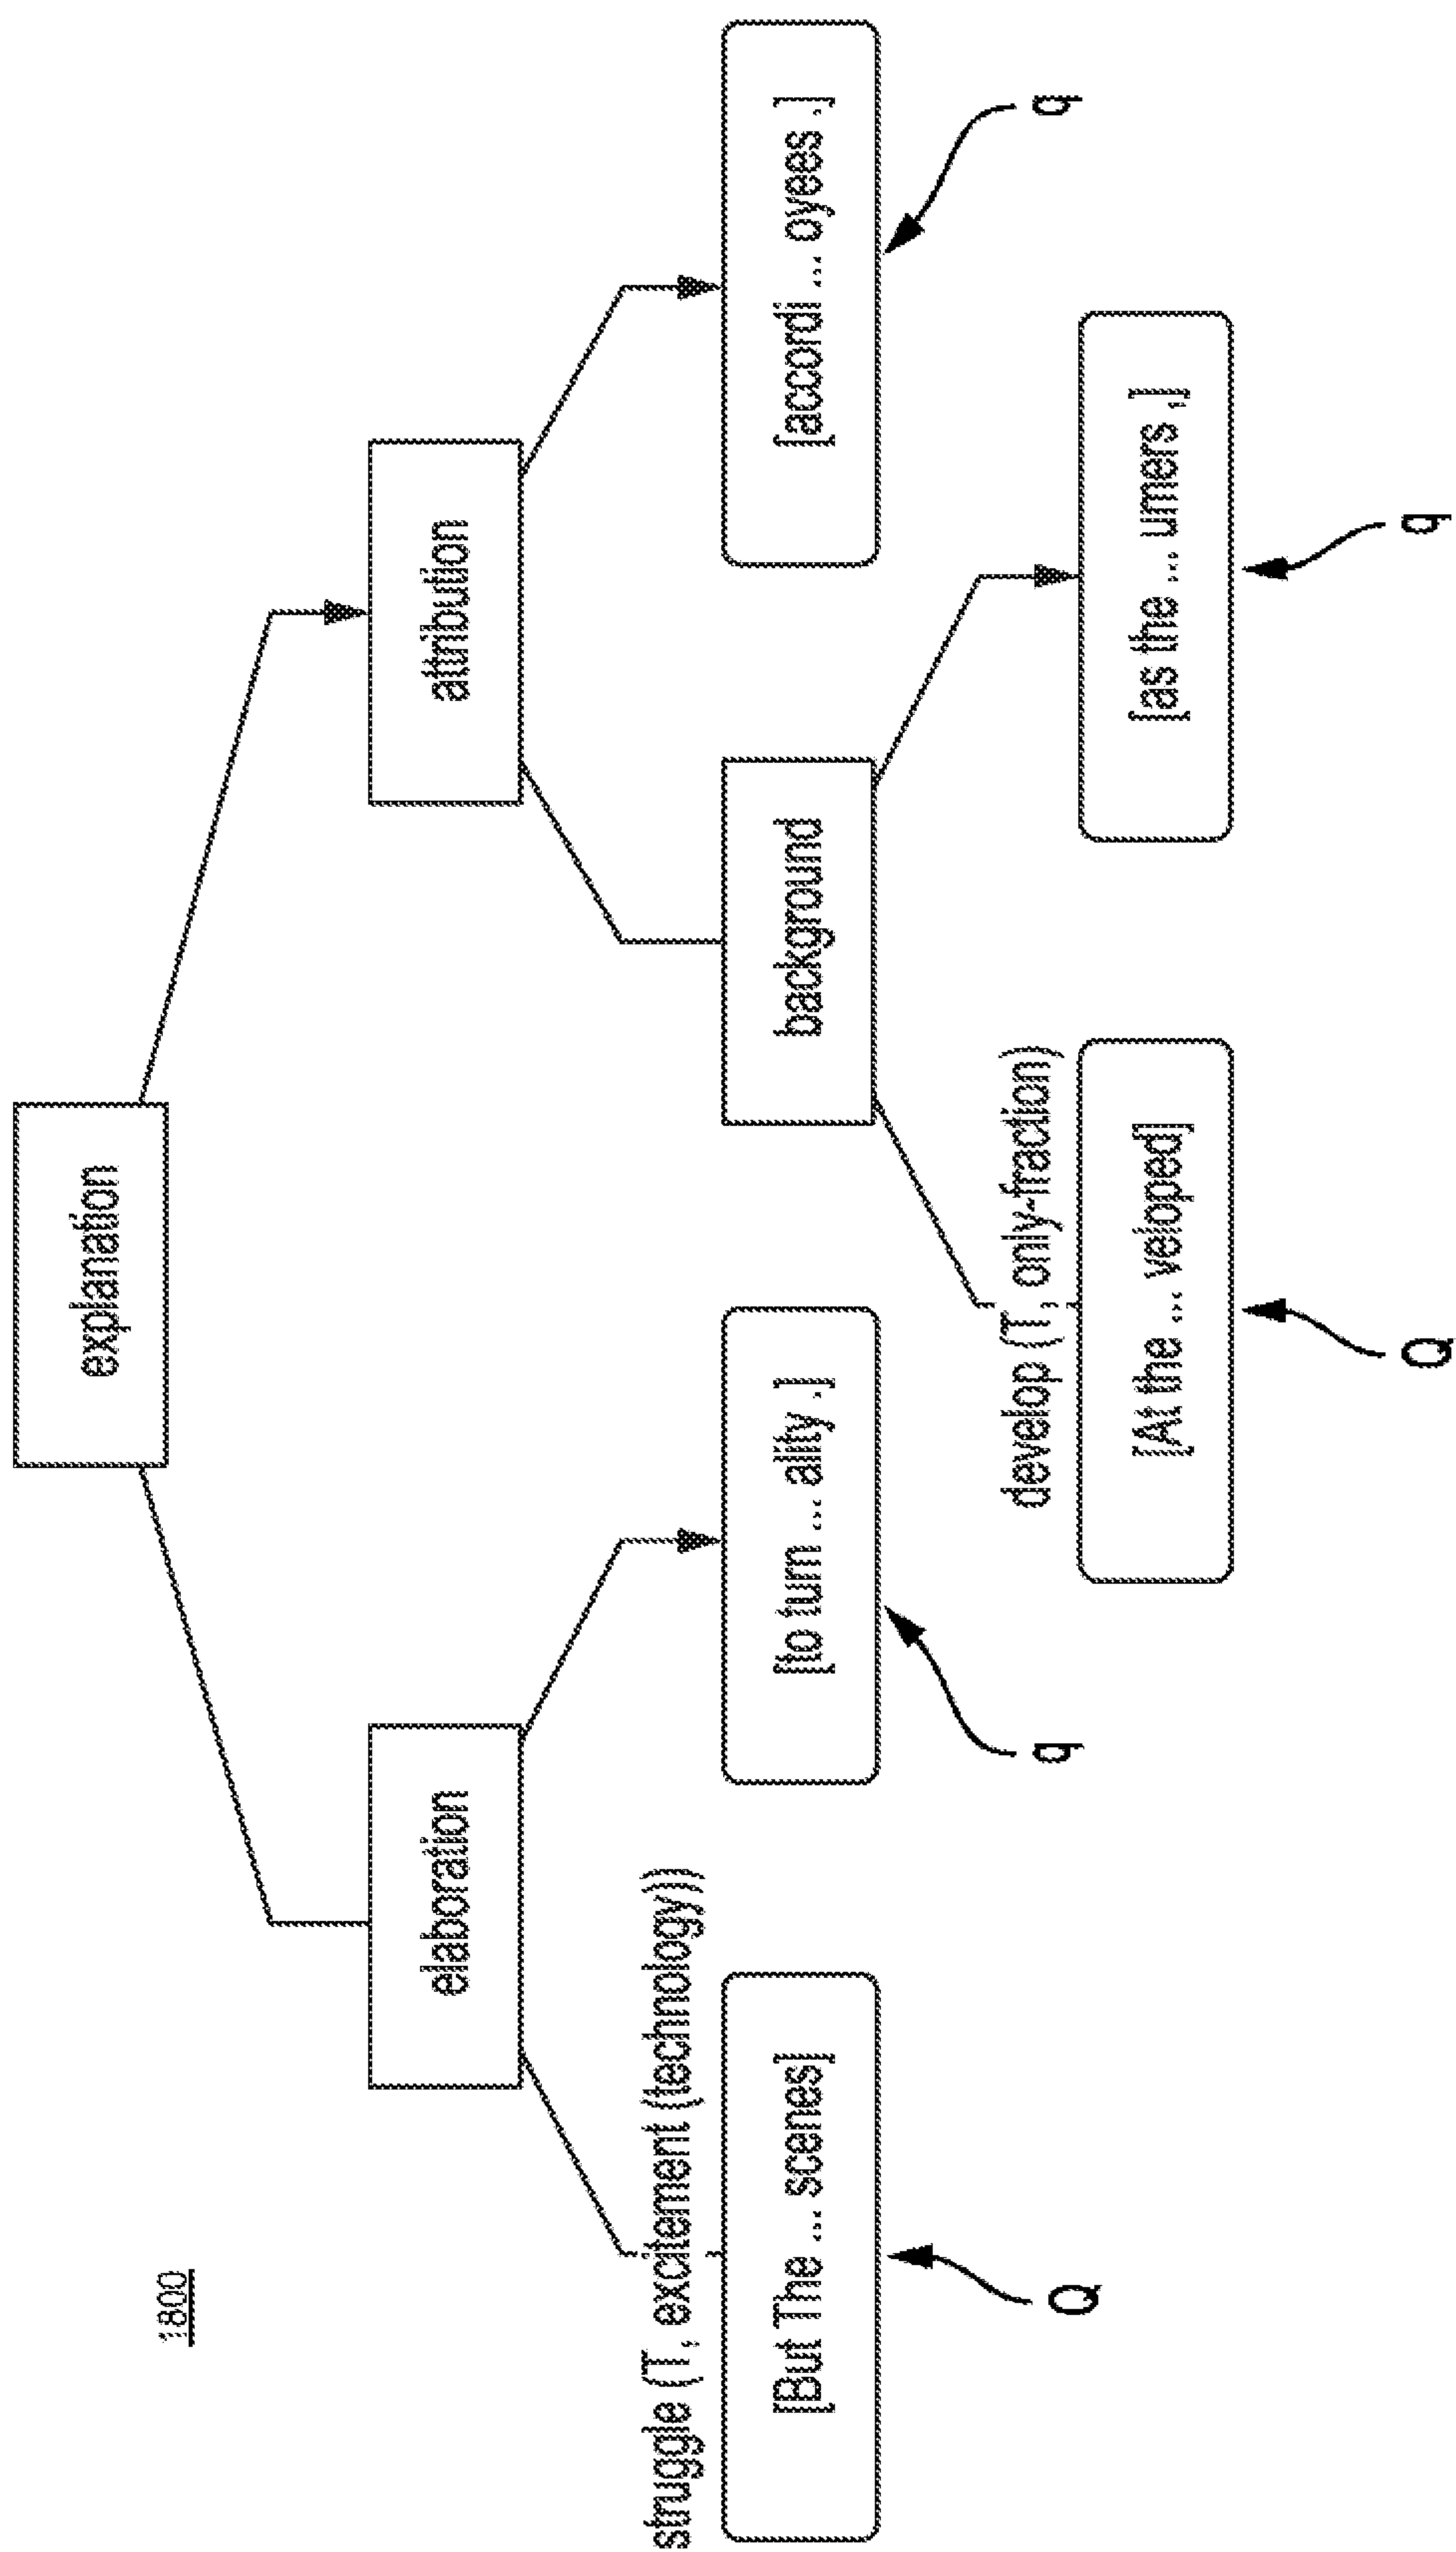 1800
explanation
elaboration
attribution
struggle (T, excitement (technology))
[But The ... scenes]
Q
[to turn ... ality .]
q
background
[accordi ... oyees ,]
q
develop (T, only-fraction)
[At the ... veloped]
Q
[as the ... umers ,]
q